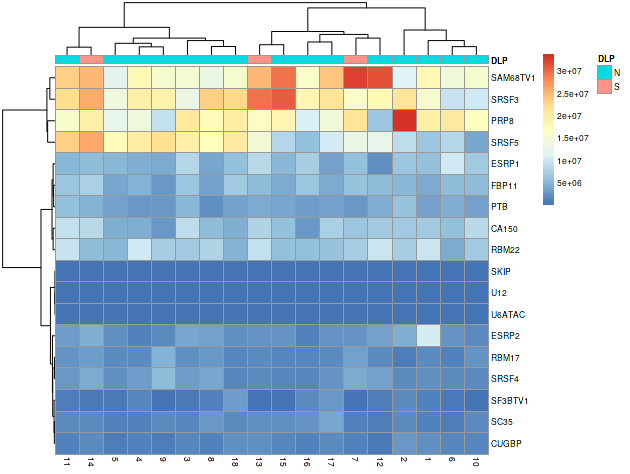 DLP
SAM68TV1
SRSF3
PRP8
SRSF5
ESRP1
FBP11
PTB
CA150
RBM22
SKIP
U12
U6ATAC
ESRP2
RBM17
SRSF4
SF3BTV1
SC35
CUGBP
11 14 5 4 9 3 8 18 13 15 16 17 7 12 2 1 6 10
3e+07
2.5e+07
2e+07
1.5e+07
1e+07
5e+06
DLP
N
S